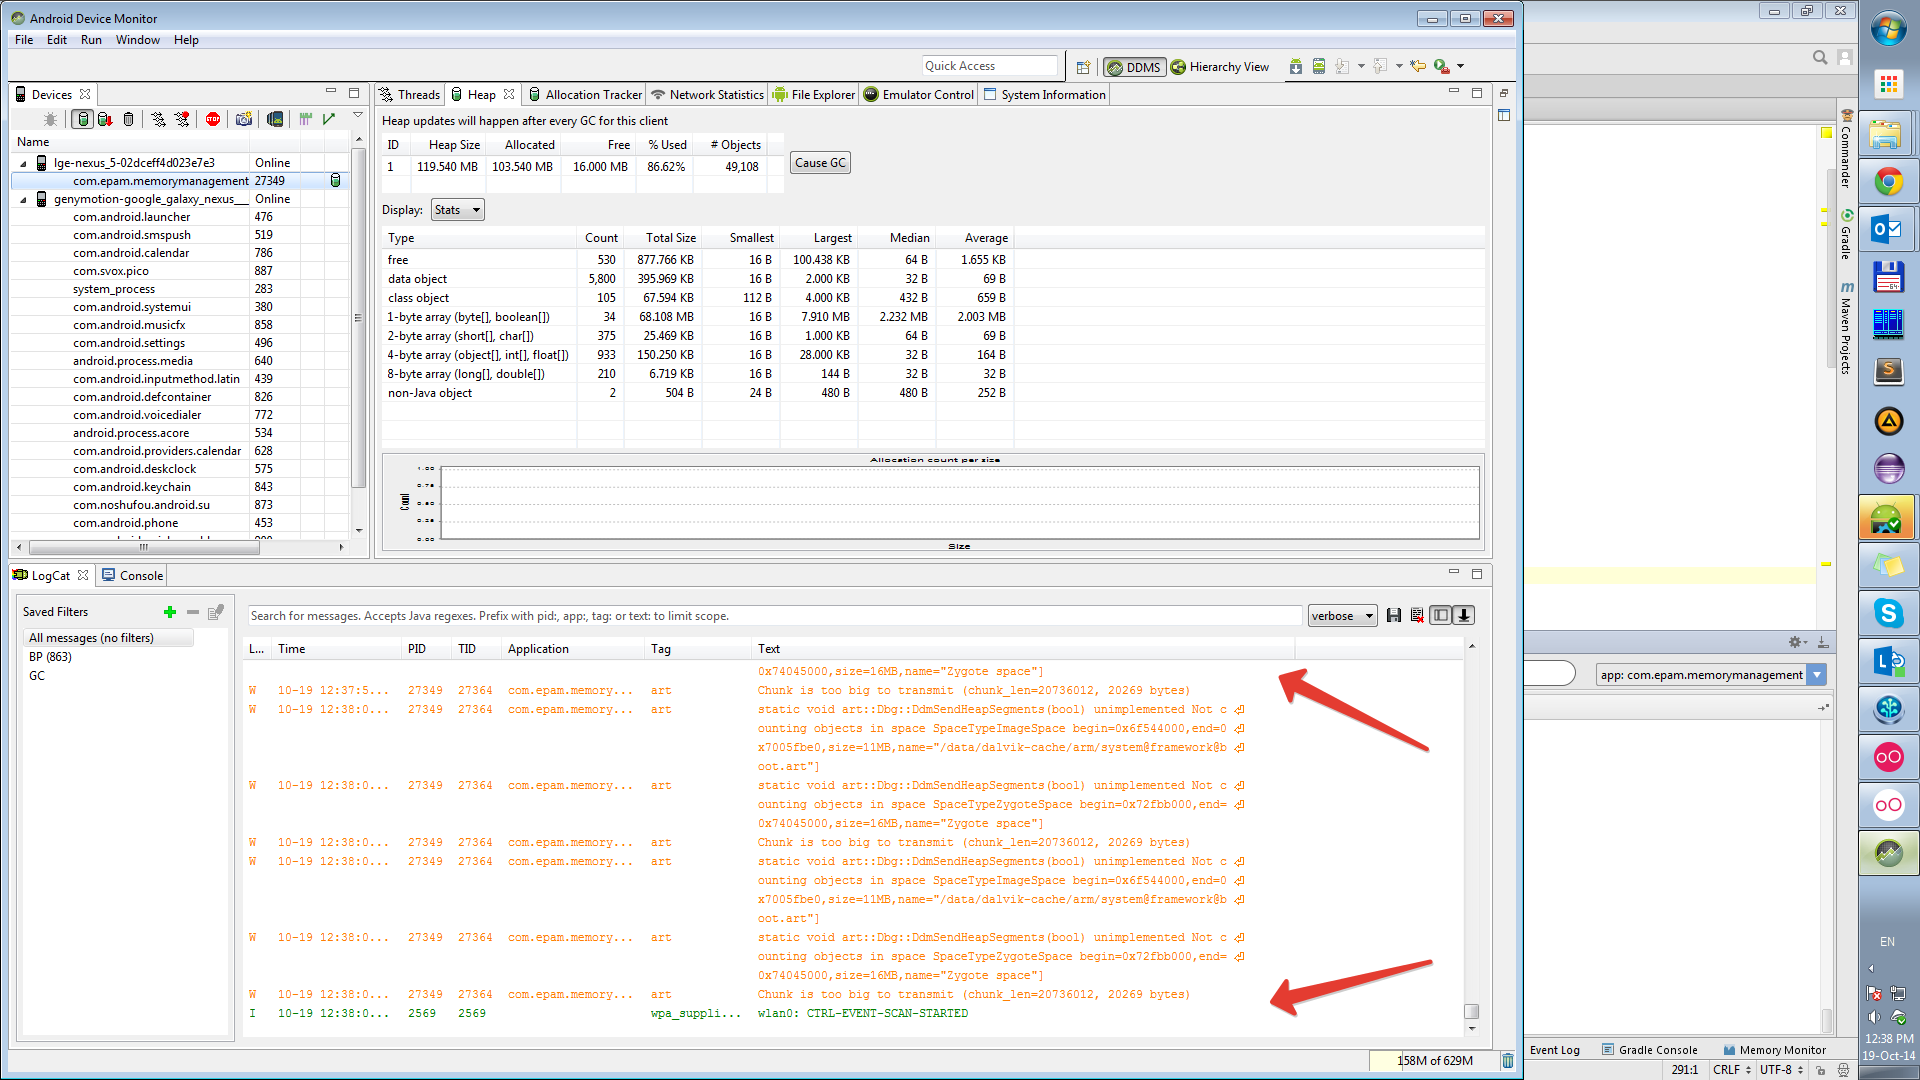 Android Device Monitor
File Edit Run Window Help
Quick Access
DDMS Hierarchy View
Devices
Name
lge-nexus_5-02dceff4d023e7e3 Online
com.epam.memorymanagement 27349
genymotion-google_galaxy_nexus___ Online
com.android.launcher 476
com.android.smspush 519
com.android.calendar 786
com.svox.pico 887
system_process 283
com.android.systemui 380
com.android.musicfx 858
com.android.settings 496
android.process.media 640
com.android.inputmethod.latin 439
com.android.defcontainer 826
com.android.voicedialer 772
android.process.acore 534
com.android.providers.calendar 628
com.android.deskclock 575
com.android.keychain 843
com.noshufou.android.su 873
com.android.phone 453
Threads Heap Allocation Tracker Network Statistics File Explorer Emulator Control System Information
Heap updates will happen after every GC for this client
ID Heap Size Allocated Free % Used # Objects
1 119.540 MB 103.540 MB 16.000 MB 86.62% 49,108
Cause GC
Display: Stats
Type Count Total Size Smallest Largest Median Average
free 530 877.766 KB 16 B 100.438 KB 64 B 1.655 KB
data object 5,800 395.969 KB 16 B 2.000 KB 32 B 69 B
class object 105 67.594 KB 112 B 4.000 KB 432 B 659 B
1-byte array (byte[], boolean[]) 34 68.108 MB 16 B 7.910 MB 2.232 MB 2.003 MB
2-byte array (short[], char[]) 375 25.469 KB 16 B 1.000 KB 64 B 69 B
4-byte array (object[], int[], float[]) 933 150.250 KB 16 B 28.000 KB 32 B 164 B
8-byte array (long[], double[]) 210 6.719 KB 16 B 144 B 32 B 32 B
non-Java object 2 504 B 24 B 480 B 480 B 252 B
Allocation count per size
1.00
0.75
0.50
0.25
0.00
Count
Size
LogCat Console
Saved Filters
All messages (no filters)
BP (863)
GC
Search for messages. Accepts Java regexes. Prefix with pid:, app:, tag: or text: to limit scope.
verbose
L... Time PID TID Application Tag Text
0x74045000,size=16MB,name="Zygote space"]
W 10-19 12:37:5... 27349 27364 com.epam.memory... art Chunk is too big to transmit (chunk_len=20736012, 20269 bytes)
W 10-19 12:38:0... 27349 27364 com.epam.memory... art static void art::Dbg::DdmSendHeapSegments(bool) unimplemented Not c
ounting objects in space SpaceTypeImageSpace begin=0x6f544000,end=0
x7005fbe0,size=11MB,name="/data/dalvik-cache/arm/system@framework@b
oot.art"]
W 10-19 12:38:0... 27349 27364 com.epam.memory... art static void art::Dbg::DdmSendHeapSegments(bool) unimplemented Not c
ounting objects in space SpaceTypeZygoteSpace begin=0x72fbb000,end=
0x74045000,size=16MB,name="Zygote space"]
W 10-19 12:38:0... 27349 27364 com.epam.memory... art Chunk is too big to transmit (chunk_len=20736012, 20269 bytes)
W 10-19 12:38:0... 27349 27364 com.epam.memory... art static void art::Dbg::DdmSendHeapSegments(bool) unimplemented Not c
ounting objects in space SpaceTypeImageSpace begin=0x6f544000,end=0
x7005fbe0,size=11MB,name="/data/dalvik-cache/arm/system@framework@b
oot.art"]
W 10-19 12:38:0... 27349 27364 com.epam.memory... art static void art::Dbg::DdmSendHeapSegments(bool) unimplemented Not c
ounting objects in space SpaceTypeZygoteSpace begin=0x72fbb000,end=
0x74045000,size=16MB,name="Zygote space"]
W 10-19 12:38:0... 27349 27364 com.epam.memory... art Chunk is too big to transmit (chunk_len=20736012, 20269 bytes)
I 10-19 12:38:0... 2569 2569 wpa_suppli... wlan0: CTRL-EVENT-SCAN-STARTED
158M of 629M
Commander
Gradle
m Maven Projects
app: com.epam.memorymanagement
Event Log Gradle Console Memory Monitor
291:1 CRLF UTF-8
EN
12:38 PM
19-Oct-14